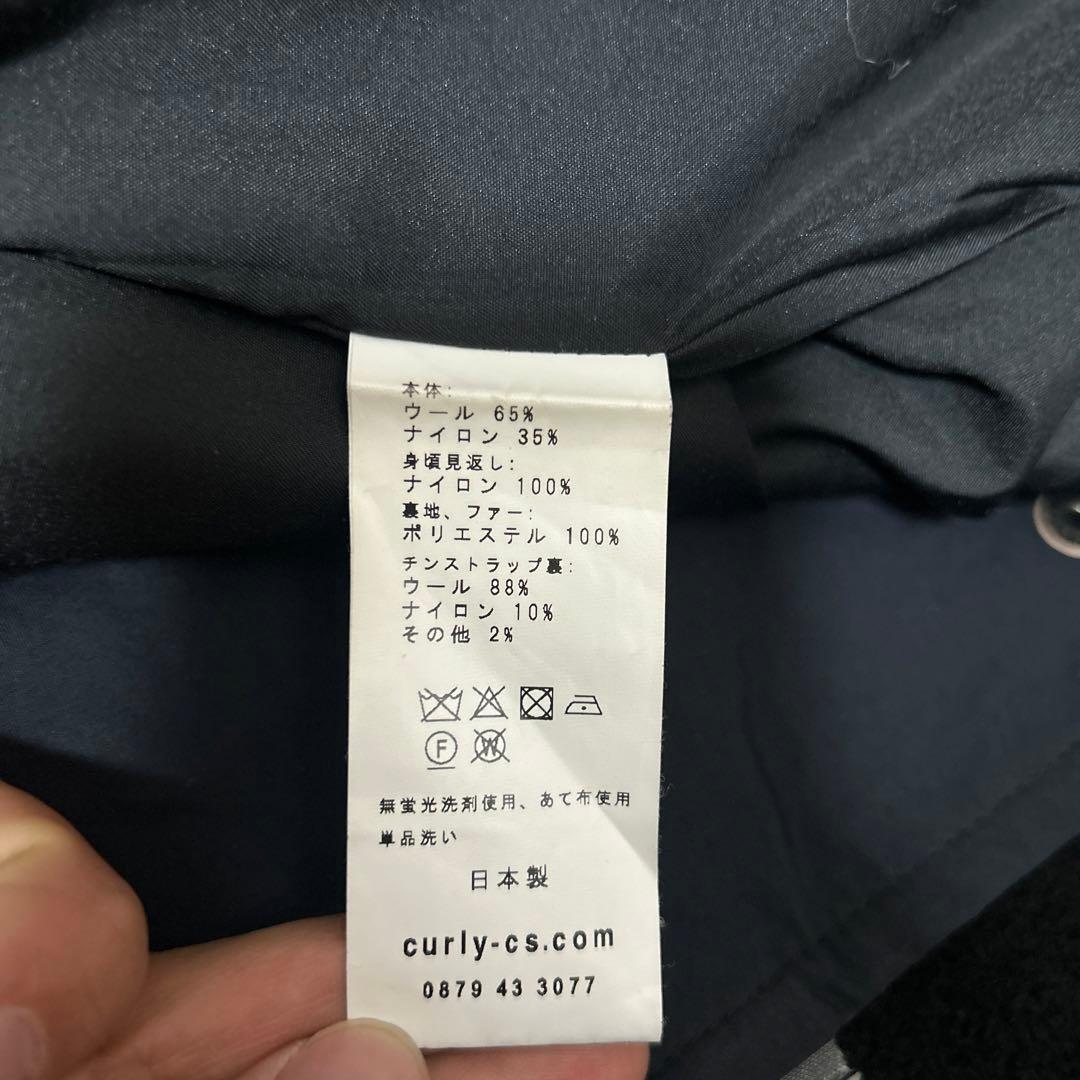 本体:
ウール 65%
ナイロン 35%
身頃見返し:
ナイロン 100%
裏地、ファー:
ポリエステル 100%
チンストラップ裏:
ウール 88%
ナイロン 10%
その他 2%
F W
無蛍光洗剤使用、あて布使用
単品洗い
日本製
curly-cs.com
0879 43 3077